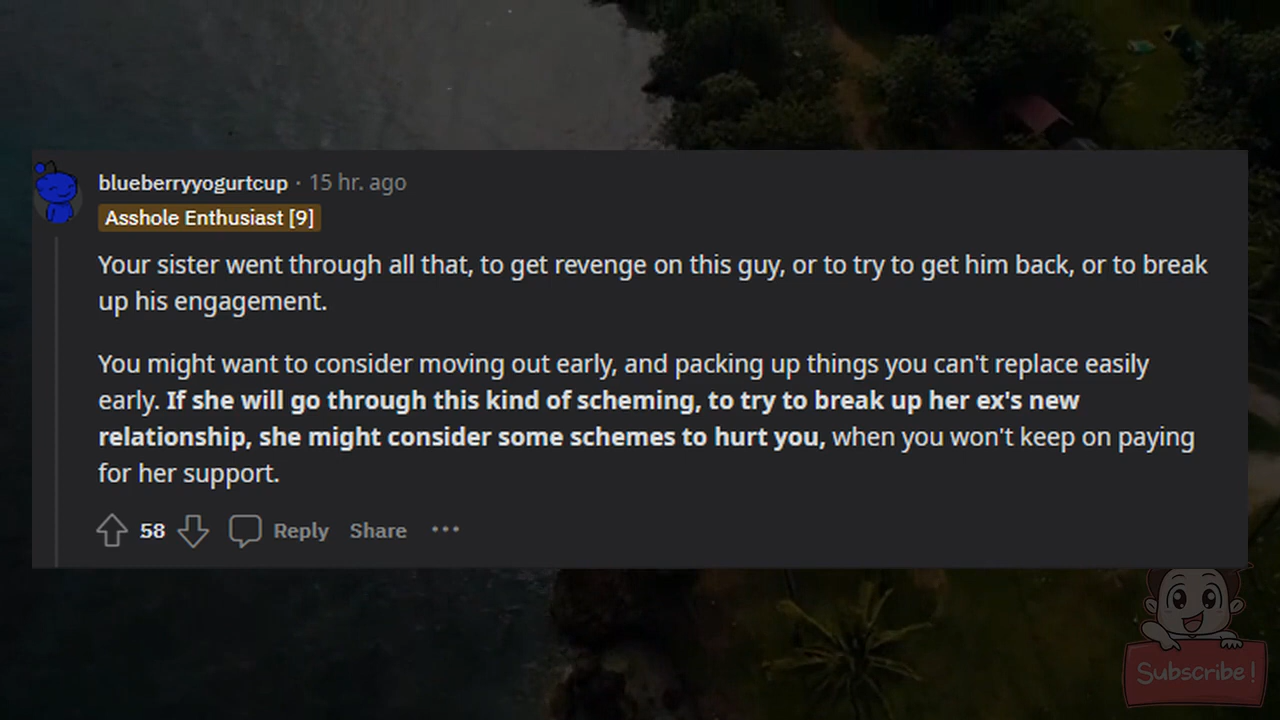 blueberryyogurtcup · 15 hr. ago
Asshole Enthusiast [9]
Your sister went through all that, to get revenge on this guy, or to try to get him back, or to break
up his engagement.
You might want to consider moving out early, and packing up things you can't replace easily
early. If she will go through this kind of scheming, to try to break up her ex's new
relationship, she might consider some schemes to hurt you, when you won't keep on paying
for her support.
58 Reply Share ···
Subscribe!